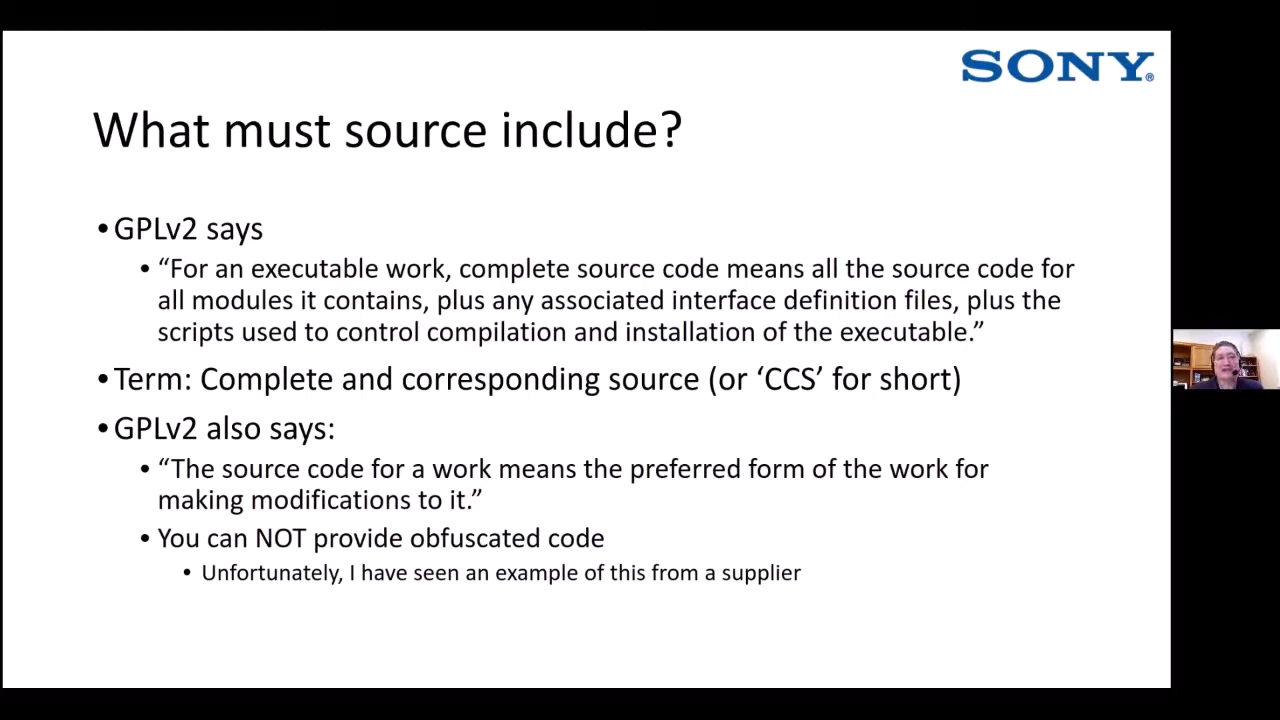 SONY®
What must source include?
• GPLv2 says
• “For an executable work, complete source code means all the source code for
all modules it contains, plus any associated interface definition files, plus the
scripts used to control compilation and installation of the executable.”
• Term: Complete and corresponding source (or ‘CCS’ for short)
• GPLv2 also says:
• “The source code for a work means the preferred form of the work for
making modifications to it.”
• You can NOT provide obfuscated code
• Unfortunately, I have seen an example of this from a supplier